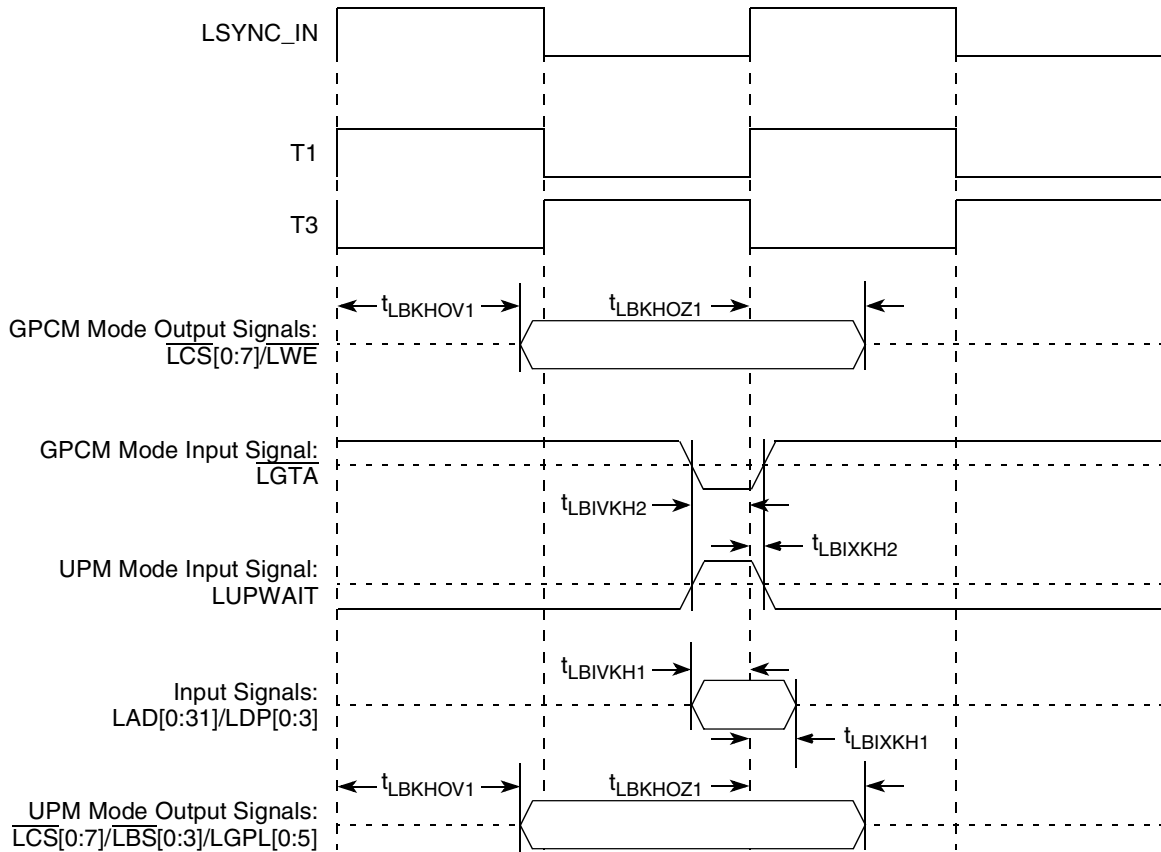 LSYNC_IN
T1
T3
tLBKHOV1
tLBKHOZ1
GPCM Mode Output Signals:
LCS[0:7]/LWE
GPCM Mode Input Signal:
LGTA
tLBIVKH2
tLBIXKH2
UPM Mode Input Signal:
LUPWAIT
tLBIVKH1
Input Signals:
LAD[0:31]/LDP[0:3]
tLBIXKH1
tLBKHOV1
tLBKHOZ1
UPM Mode Output Signals:
LCS[0:7]/LBS[0:3]/LGPL[0:5]